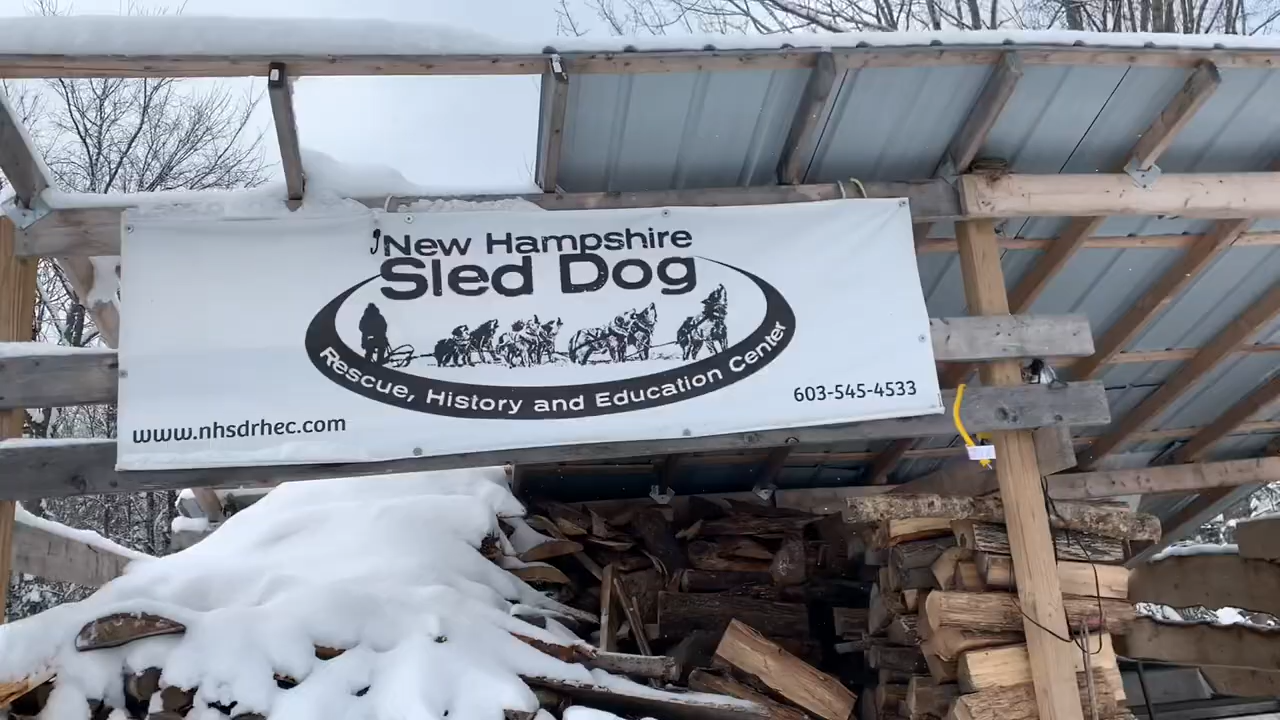 New Hampshire
Sled Dog
Rescue, History and Education Center
603-545-4533
www.nhsdrhec.com